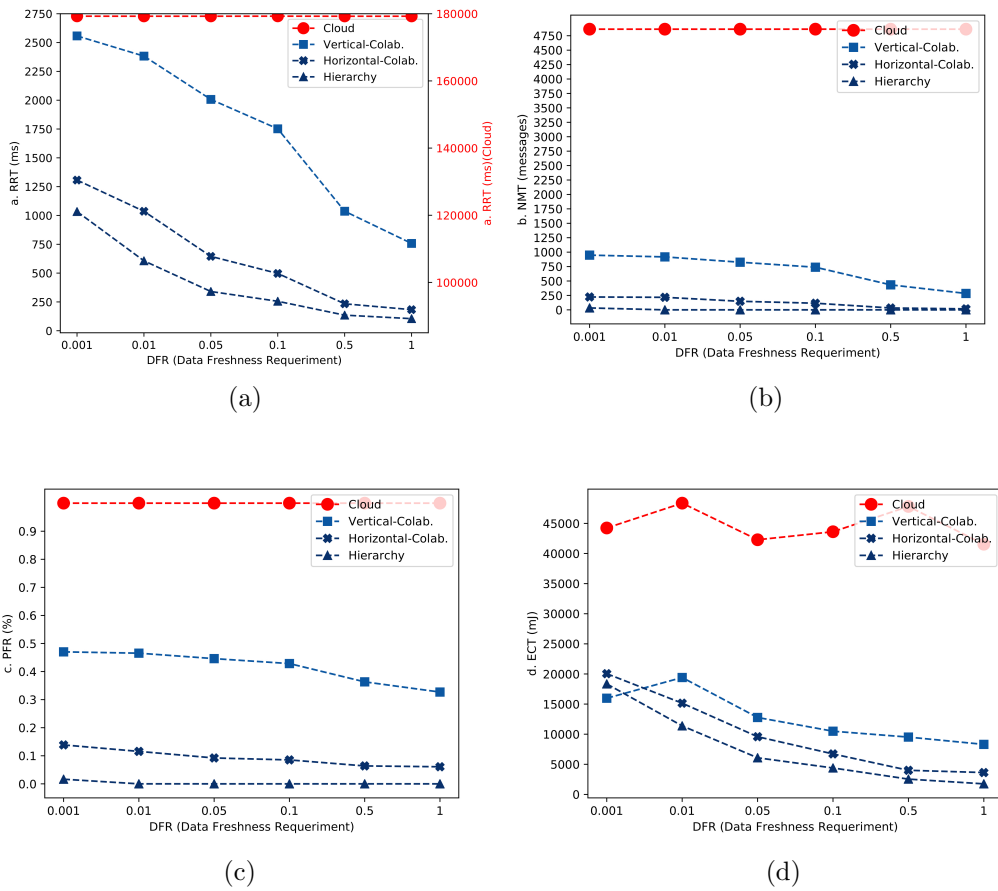 2750
2500
2250
2000
1750
1500
1250
1000
750
500
250
0
a. RRT (ms)
180000
160000
140000
120000
100000
a. RRT (ms)(Cloud)
Cloud
Vertical-Colab.
Horizontal-Colab.
Hierarchy
0.001 0.01 0.05 0.1 0.5 1
DFR (Data Freshness Requeriment)
(a)
4750
4500
4250
4000
3750
3500
3250
3000
2750
2500
2250
2000
1750
1500
1250
1000
750
500
250
0
b. NMT (messages)
Cloud
Vertical-Colab.
Horizontal-Colab.
Hierarchy
0.001 0.01 0.05 0.1 0.5 1
DFR (Data Freshness Requeriment)
(b)
0.9
0.8
0.7
0.6
0.5
0.4
0.3
0.2
0.1
0.0
c. PFR (%)
Cloud
Vertical-Colab.
Horizontal-Colab.
Hierarchy
0.001 0.01 0.05 0.1 0.5 1
DFR (Data Freshness Requeriment)
(c)
45000
40000
35000
30000
25000
20000
15000
10000
5000
0
d. ECT (mJ)
Cloud
Vertical-Colab.
Horizontal-Colab.
Hierarchy
0.001 0.01 0.05 0.1 0.5 1
DFR (Data Freshness Requeriment)
(d)